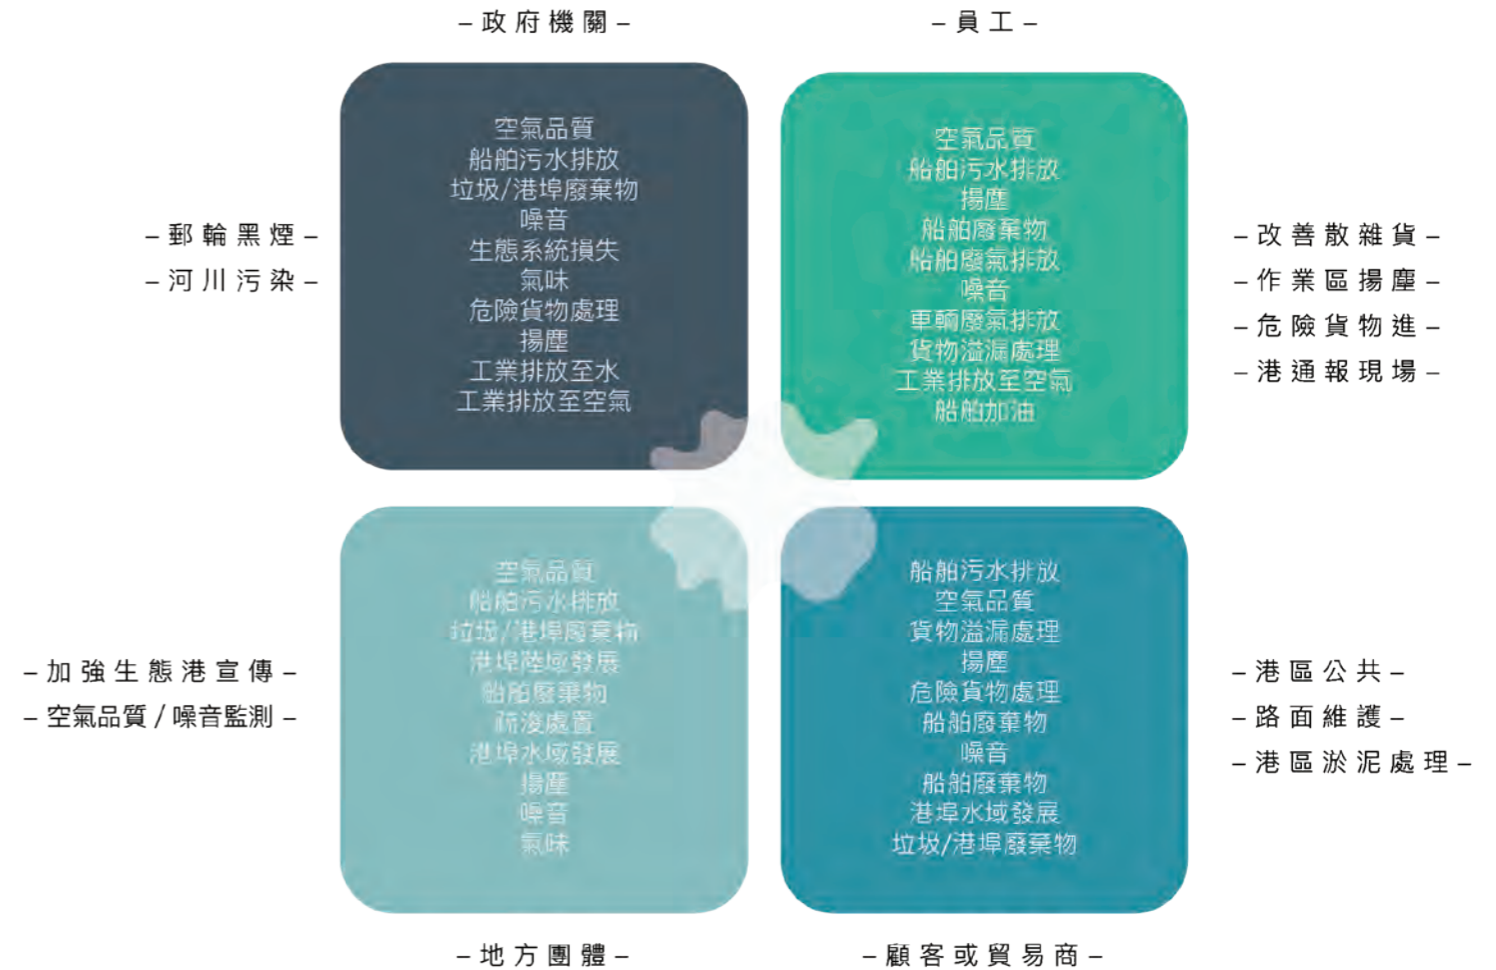 – 政府機關 –
空氣品質
船舶污水排放
垃圾/港埠廢棄物
噪音
生態系統損失
氣味
危險貨物處理
揚塵
工業排放至水
工業排放至空氣
– 郵輪黑煙 –
– 河川污染 –
– 員工 –
空氣品質
船舶污水排放
揚塵
船舶廢棄物
船舶廢氣排放
噪音
車輛廢氣排放
貨物溢漏處理
工業排放至空氣
船舶加油
– 改善散雜貨 –
– 作業區揚塵 –
– 危險貨物進 –
– 港通報現場 –
空氣品質
船舶污水排放
垃圾/港埠廢棄物
港埠陸域發展
船舶廢棄物
疏浚處置
港埠水域發展
揚塵
噪音
氣味
– 加強生態港宣傳 –
– 空氣品質 / 噪音監測 –
– 地方團體 –
船舶污水排放
空氣品質
貨物溢漏處理
揚塵
危險貨物處理
船舶廢棄物
噪音
船舶廢棄物
港埠水域發展
垃圾/港埠廢棄物
– 港區公共 –
– 路面維護 –
– 港區淤泥處理 –
– 顧客或貿易商 –